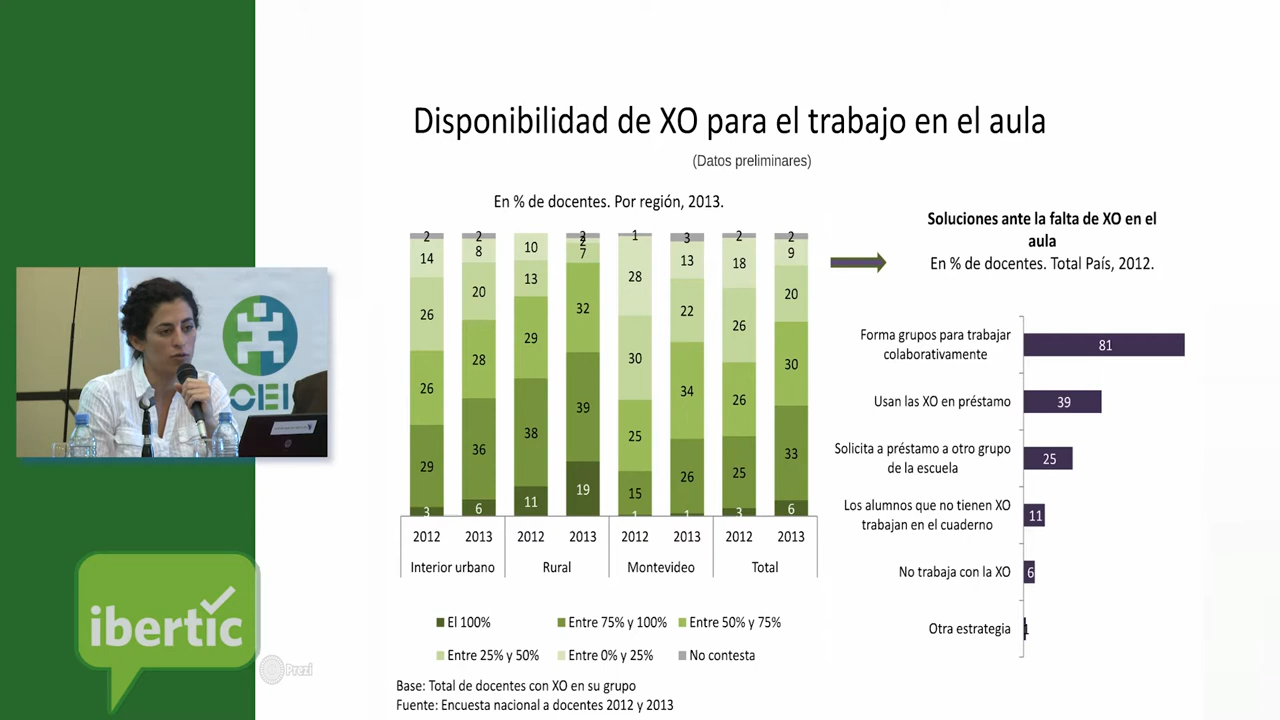 Disponibilidad de XO para el trabajo en el aula
(Datos preliminares)
En % de docentes. Por región, 2013.
2 2 10 2 1 3 2 2
14 8 13 2 28 13 18 9
26 20 29 7 30 22 26 20
26 28 38 32 25 34 26 30
29 36 11 39 15 26 25 33
3 6 19 1 1 3 6
2012 2013 2012 2013 2012 2013 2012 2013
Interior urbano Rural Montevideo Total
El 100% Entre 75% y 100% Entre 50% y 75%
Entre 25% y 50% Entre 0% y 25% No contesta
Base: Total de docentes con XO en su grupo
Fuente: Encuesta nacional a docentes 2012 y 2013
Soluciones ante la falta de XO en el
aula
En % de docentes. Total País, 2012.
Forma grupos para trabajar
colaborativamente
81
Usan las XO en préstamo
39
Solicita a préstamo a otro grupo
de la escuela
25
Los alumnos que no tienen XO
trabajan en el cuaderno
11
No trabaja con la XO
6
Otra estrategia
1
OEI
ibertic
Prezi